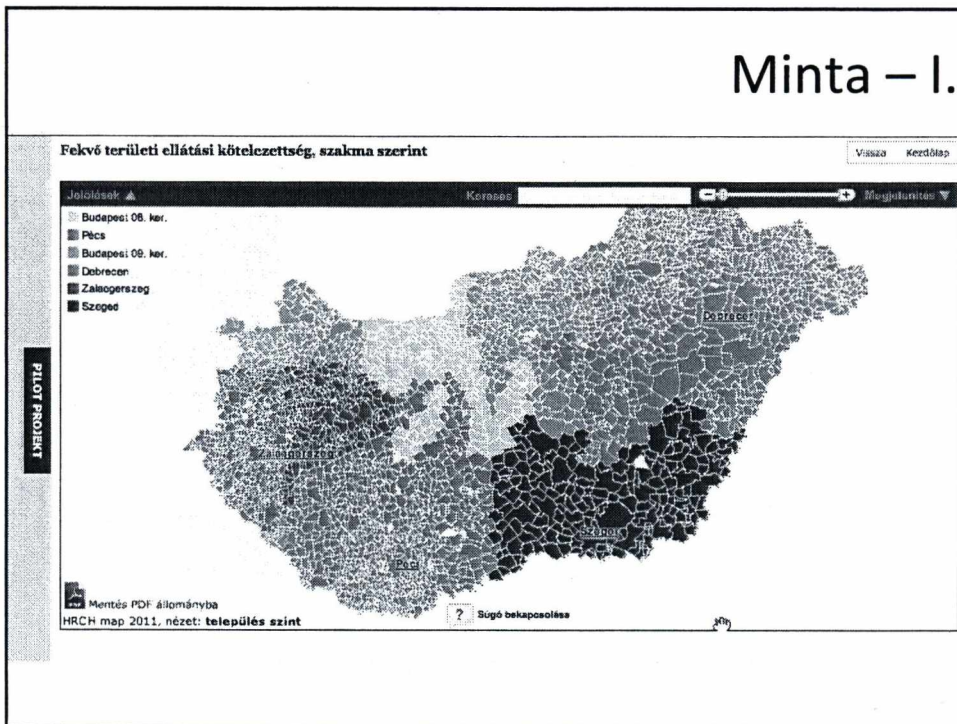 Minta – I.
Fekvő területi ellátási kötelezettség, szakma szerint
Vissza Kezdőlap
Jelölések Keresés Megjelenítés
Budapest 08. ker.
Pécs
Budapest 09. ker.
Debrecen
Zalaegerszeg
Szeged
PILOT PROJEKT
Debrecen
Zalaegerszeg
Szeged
Pécs
Mentés PDF állományba
? Súgó bekapcsolása
HRCH map 2011, nézet: település szint